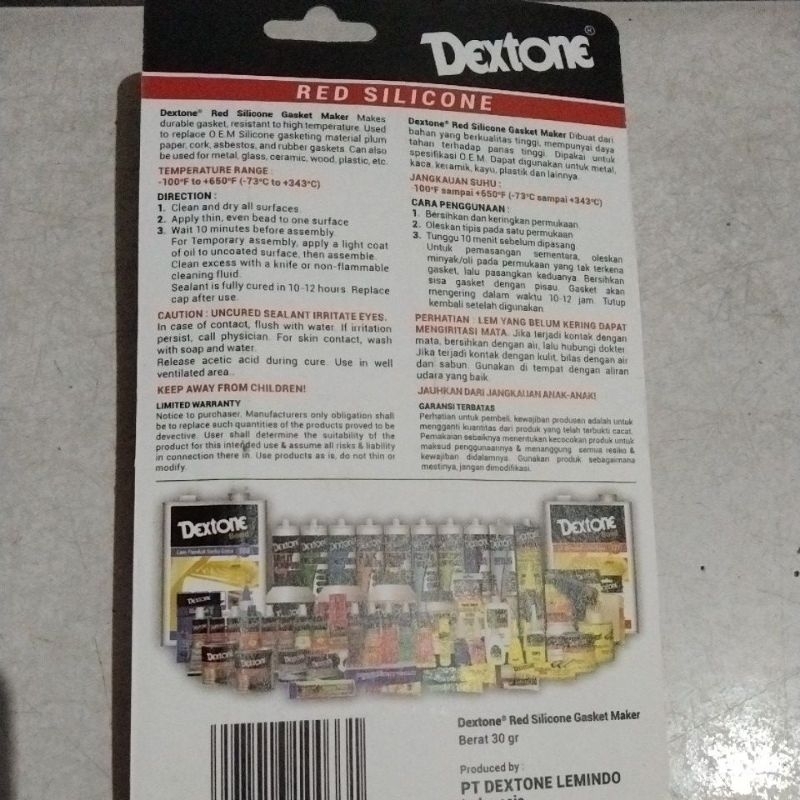 Dextone®
RED SILICONE
Dextone® Red Silicone Gasket Maker Makes
durable gasket, resistant to high temperature. Used
to replace O.E.M Silicone gasketing material plum
paper, cork, asbestos, and rubber gaskets. Can also
be used for metal, glass, ceramic, wood, plastic, etc.
TEMPERATURE RANGE :
-100°F to +650°F (-73°C to +343°C)
DIRECTION :
1. Clean and dry all surfaces
2. Apply thin, even bead to one surface
3. Wait 10 minutes before assembly
For Temporary assembly, apply a light coat
of oil to uncoated surface, then assemble.
Clean excess with a knife or non-flammable
cleaning fluid.
Sealant is fully cured in 10-12 hours. Replace
cap after use.
CAUTION : UNCURED SEALANT IRRITATE EYES.
In case of contact, flush with water. If irritation
persist, call physician. For skin contact, wash
with soap and water.
Release acetic acid during cure. Use in well
ventilated area..
KEEP AWAY FROM CHILDREN!
LIMITED WARRANTY
Notice to purchaser, Manufacturers only obligation shall
be to replace such quantities of the products proved to be
devective. User shall determine the suitability of the
product for this intended use & assume all risks & liability
in connection there in. Use products as is, do not thin or
modify.
Dextone® Red Silicone Gasket Maker Dibuat dari
bahan yang berkualitas tinggi, mempunyai daya
tahan terhadap panas tinggi. Dipakai untuk
spesifikasi O.E.M. Dapat digunakan untuk metal,
kaca, keramik, kayu, plastik dan lainnya.
JANGKAUAN SUHU :
-100°F sampai +650°F (-73°C sampai +343°C)
CARA PENGGUNAAN :
1. Bersihkan dan keringkan permukaan
2. Oleskan tipis pada satu permukaan
3. Tunggu 10 menit sebelum dipasang
Untuk pemasangan sementara, oleskan
minyak/oli pada permukaan yang tak terkena
gasket, lalu pasangkan keduanya. Bersihkan
sisa gasket dengan pisau. Gasket akan
mengering dalam waktu 10-12 jam. Tutup
kembali setelah digunakan.
PERHATIAN : LEM YANG BELUM KERING DAPAT
MENGIRITASI MATA. Jika terjadi kontak dengan
mata, bersihkan dengan air, lalu hubungi dokter.
Jika terjadi kontak dengan kulit, bilas dengan air
dan sabun. Gunakan di tempat dengan aliran
udara yang baik.
JAUHKAN DARI JANGKAUAN ANAK-ANAK!
GARANSI TERBATAS
Perhatian untuk pembeli, kewajiban produsen adalah untuk
mengganti kuantitas dari produk yang telah terbukti cacat.
Pemakaian sebaiknya menentukan kecocokan produk untuk
maksud penggunaannya & menanggung semua resiko &
kewajiban didalamnya. Gunakan produk sebagaimana
mestinya, jangan dimodifikasi.
Dextone
Dextone
Dextone® Red Silicone Gasket Maker
Berat 30 gr
Produced by :
PT DEXTONE LEMINDO